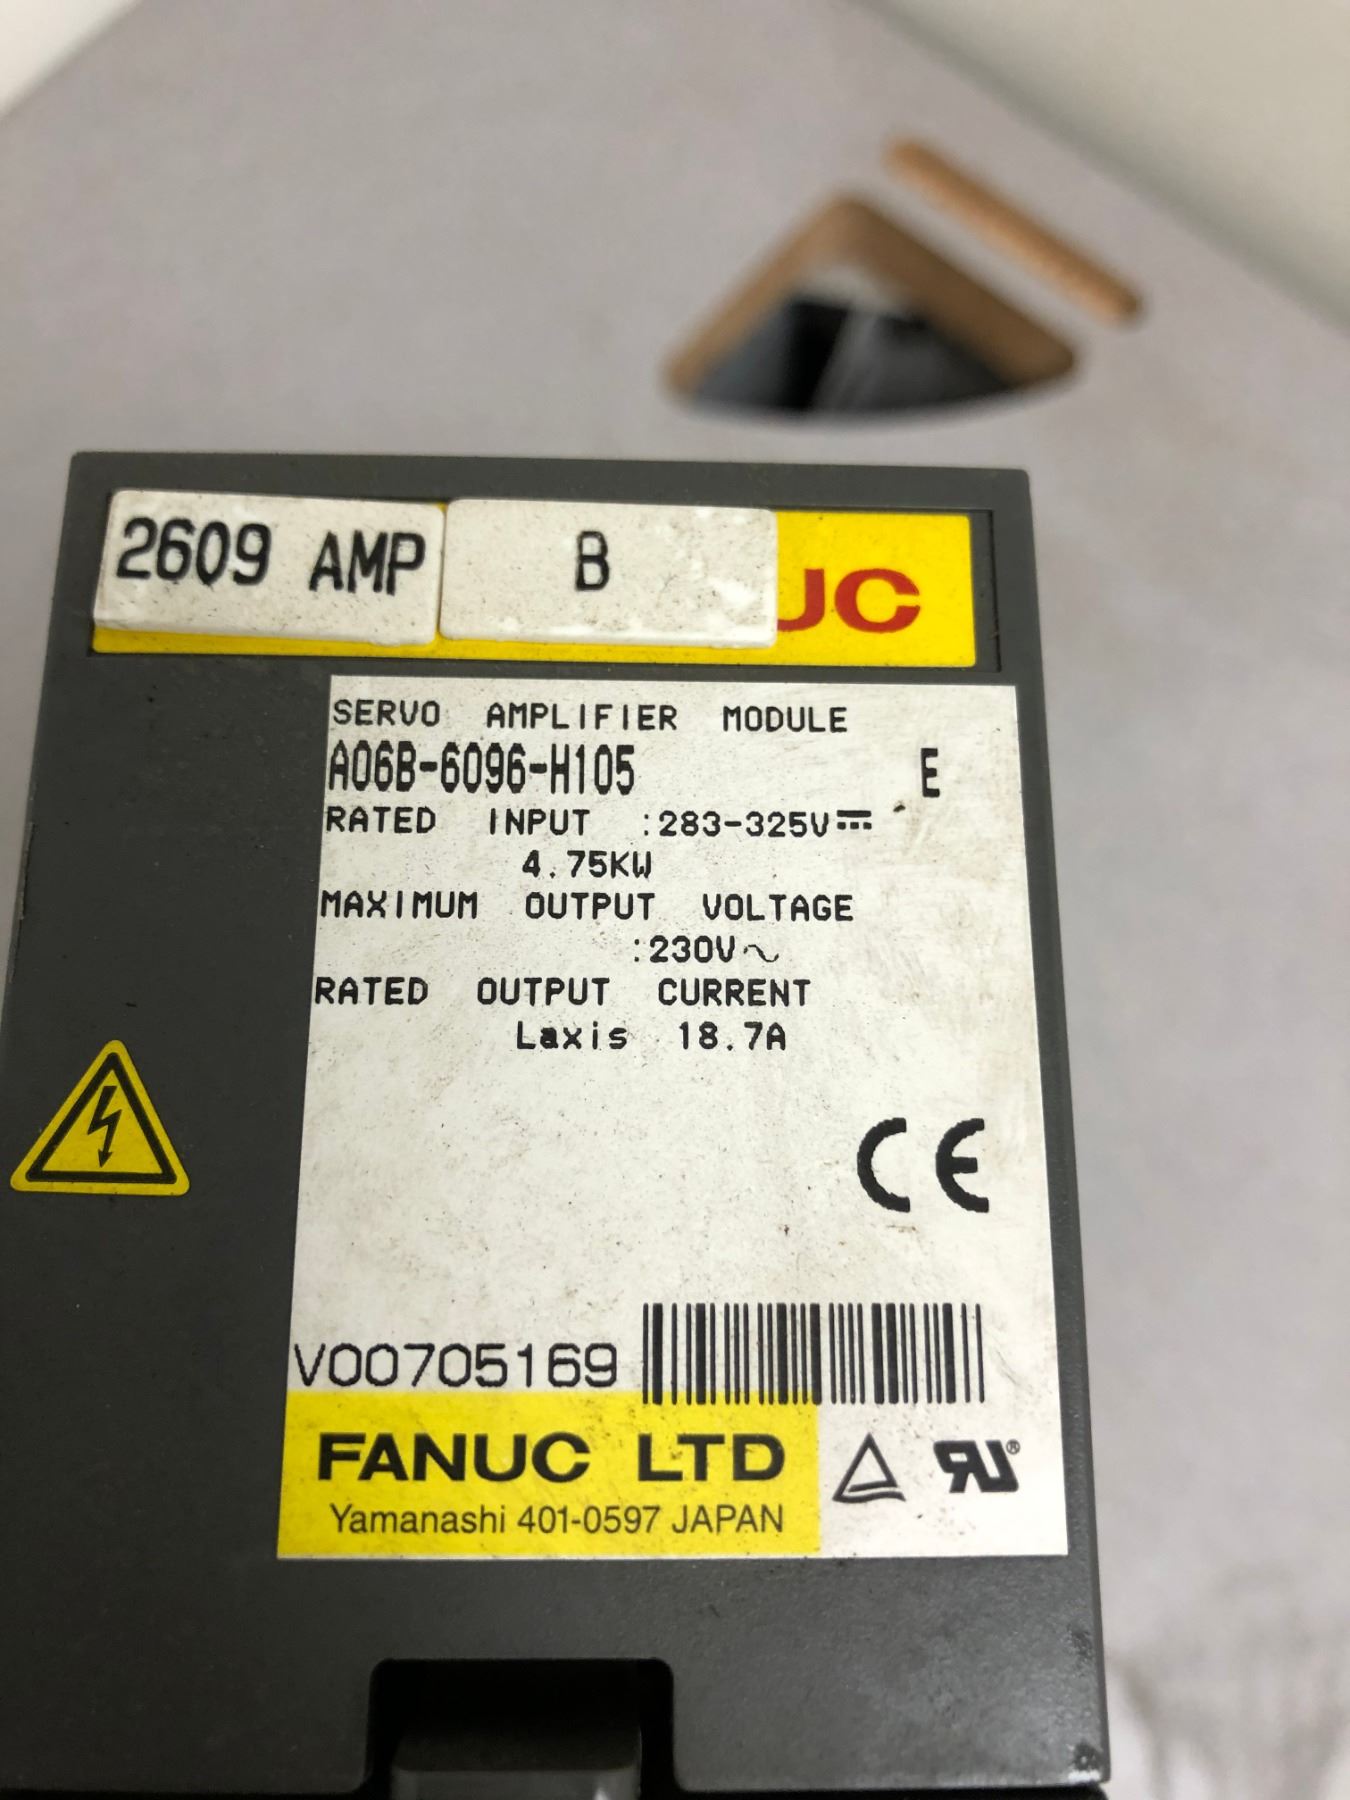 2609 AMP B UC
SERVO AMPLIFIER MODULE
A06B-6096-H105 E
RATED INPUT :283-325V⎓
4.75KW
MAXIMUM OUTPUT VOLTAGE
:230V～
RATED OUTPUT CURRENT
Laxis 18.7A
CE
V00705169
FANUC LTD
Yamanashi 401-0597 JAPAN
RU®